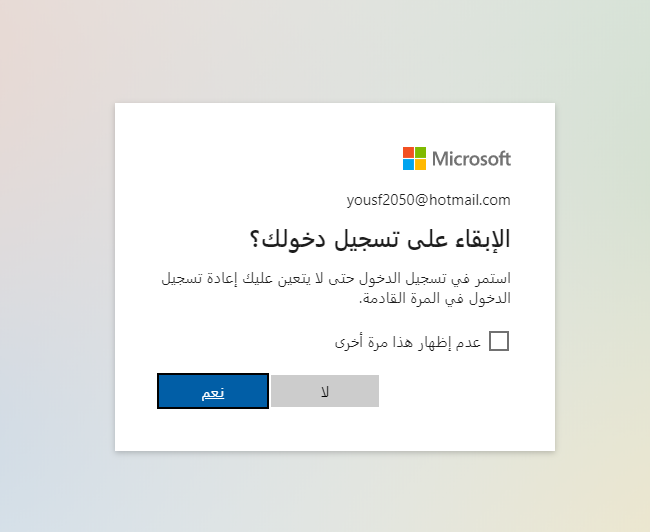 Microsoft
yousf2050@hotmail.com
الإبقاء على تسجيل دخولك؟
استمر في تسجيل الدخول حتى لا يتعين عليك إعادة تسجيل
الدخول في المرة القادمة.
عدم إظهار هذا مرة أخرى
لا
نعم